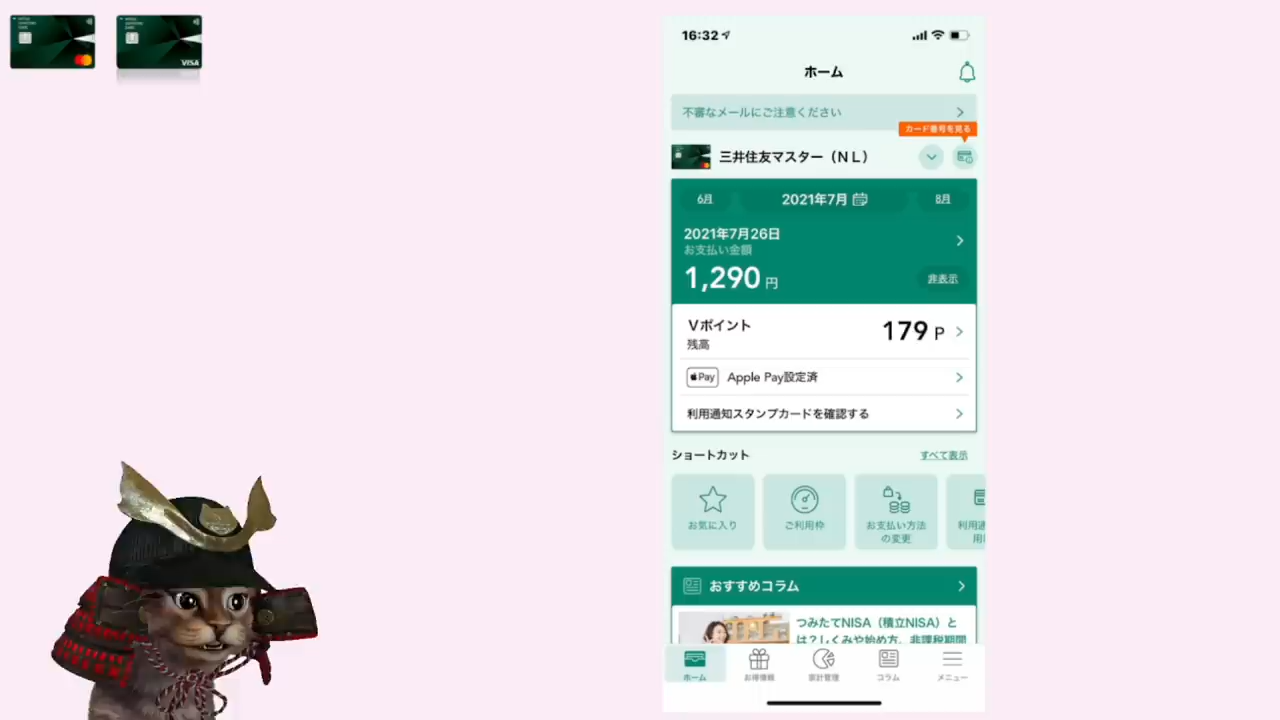 VISA
16:32
ホーム
不審なメールにご注意ください
カード番号を見る
三井住友マスター（NL）
6月
2021年7月
8月
2021年7月26日
お支払い金額
1,290 円
非表示
Vポイント
179 P
残高
Pay
Apple Pay設定済
利用通知スタンプカードを確認する
ショートカット
すべて表示
お気に入り
ご利用枠
お支払い方法
の変更
利用通
用
おすすめコラム
つみたてNISA（積立NISA）と
は？しくみや始め方、非課税期間
ホーム
お得情報
家計管理
コラム
メニュー